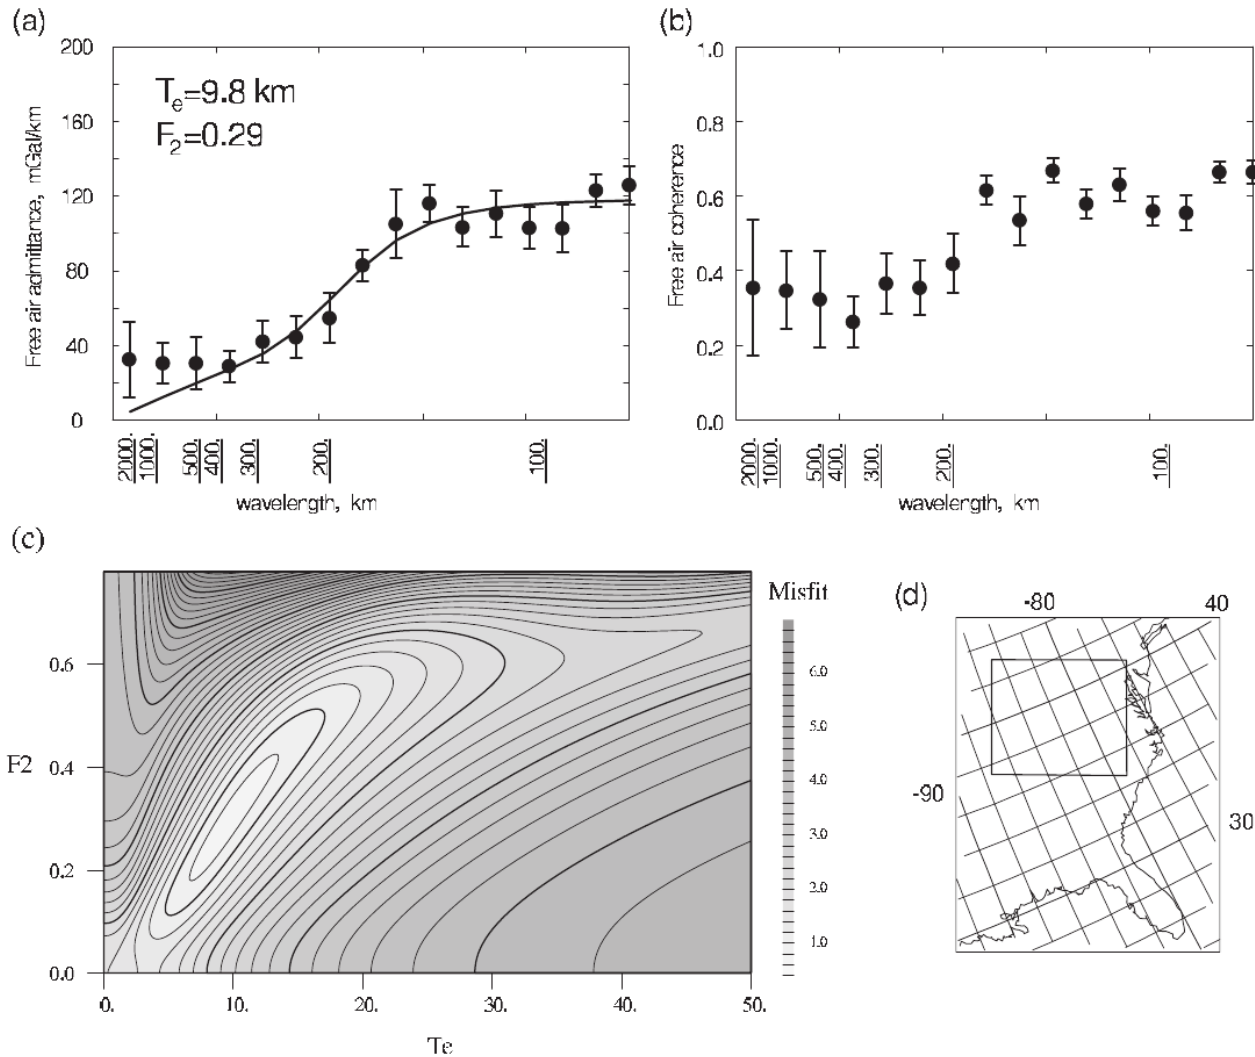 (a)
200
160
120
80
40
0
Free air admittance, mGal/km
Te=9.8 km
F2=0.29
2000. 1000. 500. 400. 300. 200. 100.
wavelength, km
(b)
1.0
0.8
0.6
0.4
0.2
0.0
Free air coherence
2000. 1000. 500. 400. 300. 200. 100.
wavelength, km
(c)
0.6
0.4
0.2
0.0
F2
0. 10. 20. 30. 40. 50.
Te
Misfit
6.0
5.0
4.0
3.0
2.0
1.0
(d)
-80 40
-90
30